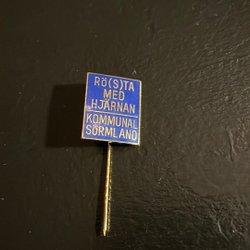 RÖ(S)TA
MED
HJÄRNAN
KOMMUNAL
SÖRMLAND